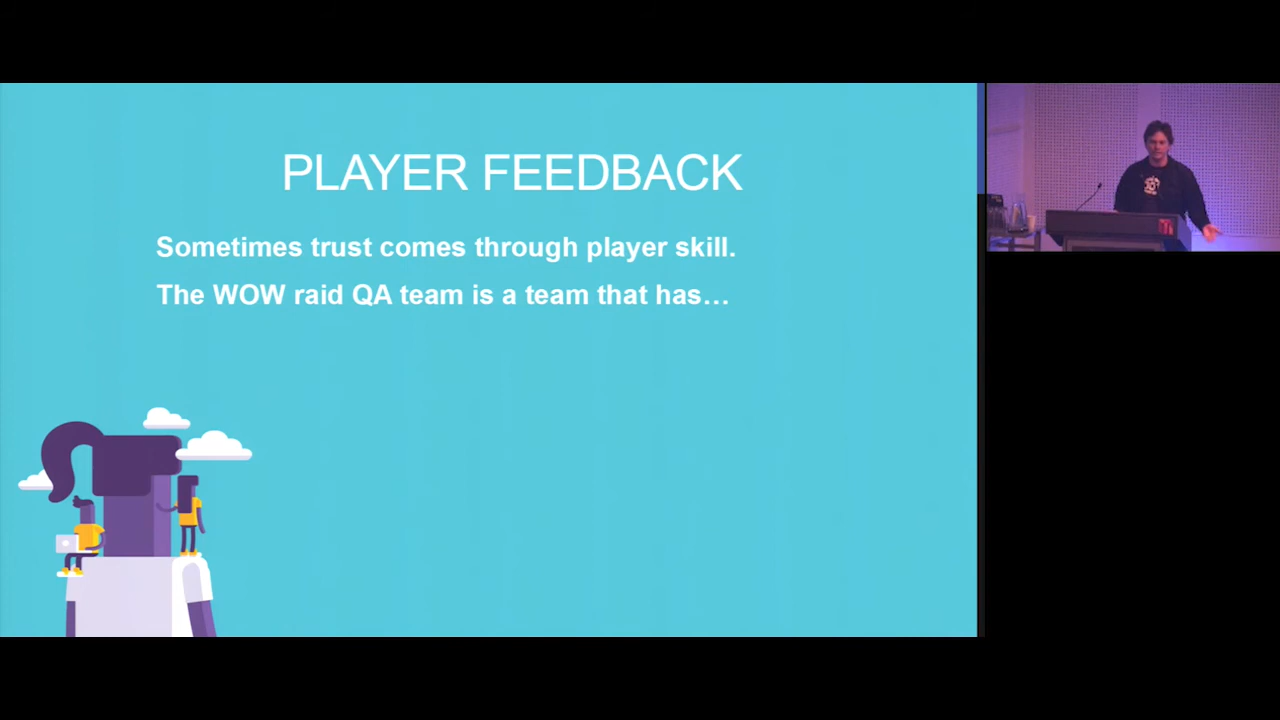 PLAYER FEEDBACK
Sometimes trust comes through player skill.
The WOW raid QA team is a team that has…